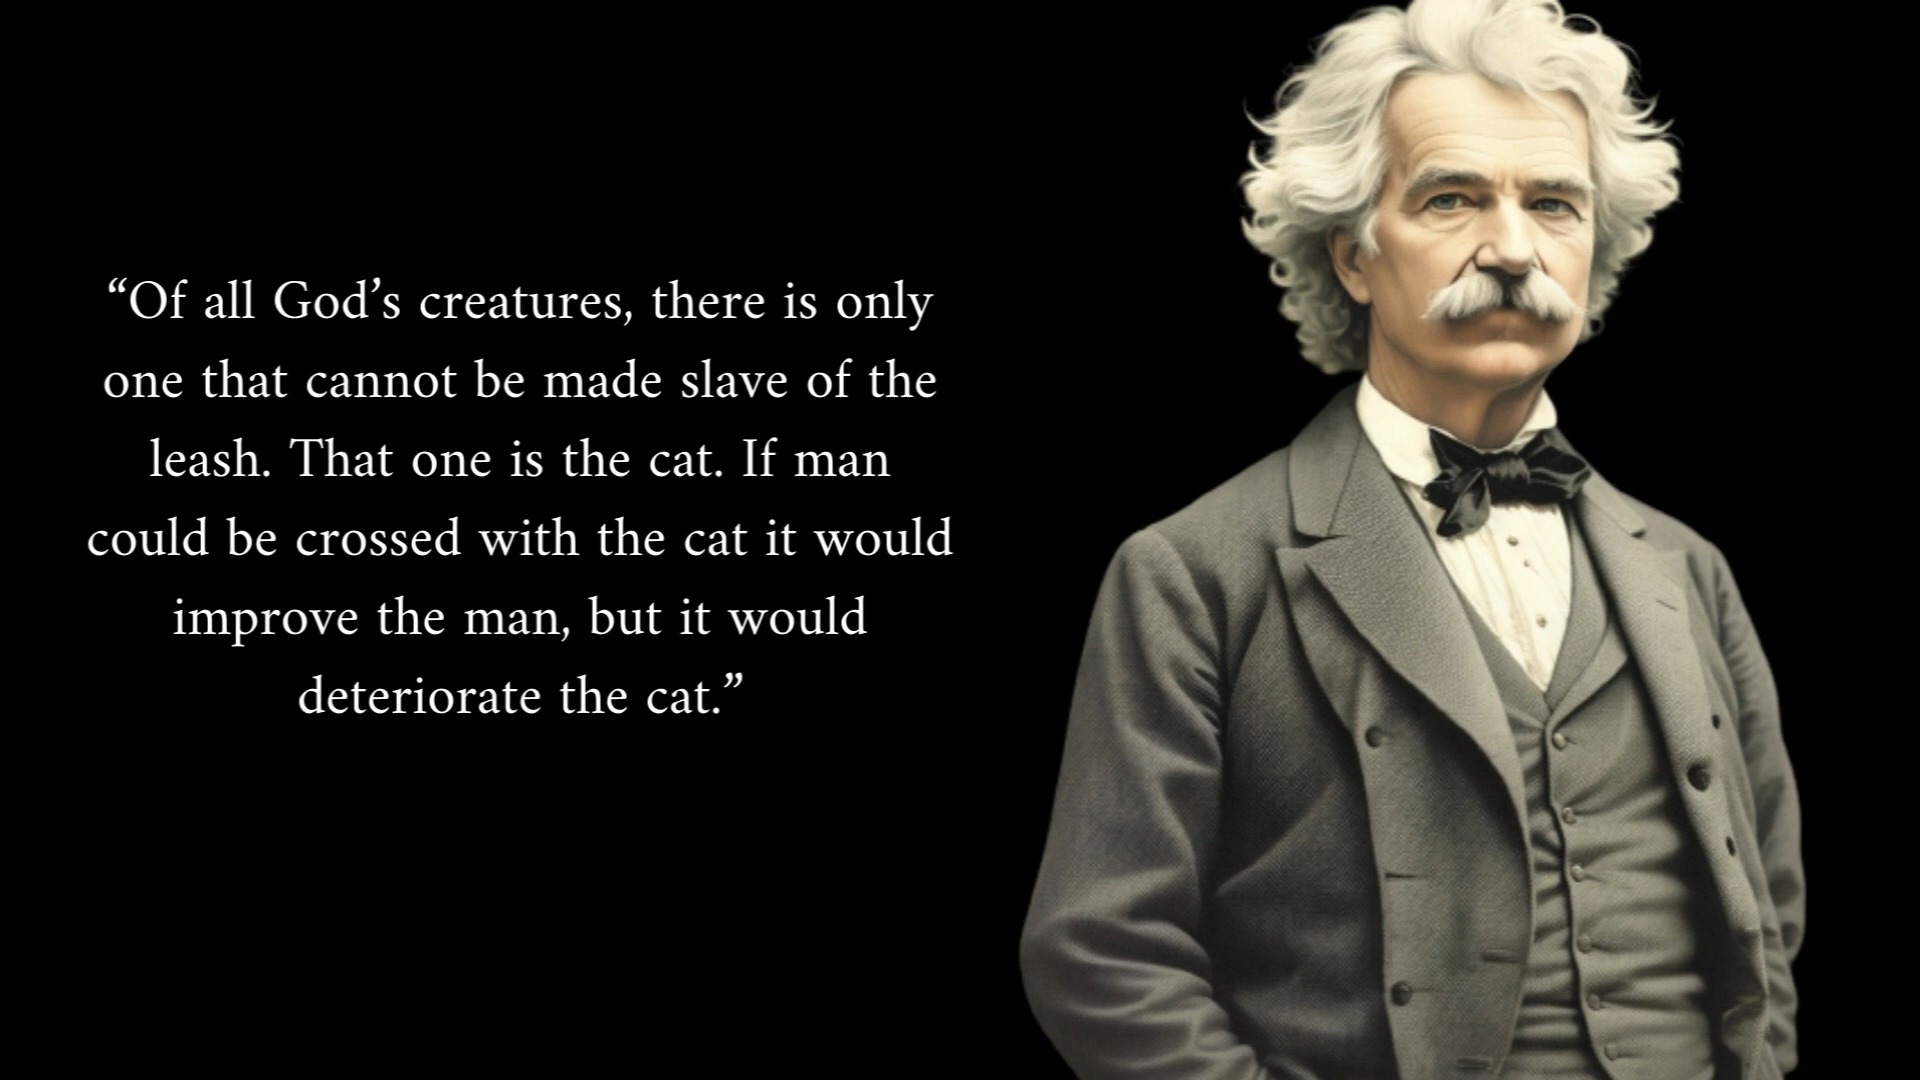 “Of all God’s creatures, there is only
one that cannot be made slave of the
leash. That one is the cat. If man
could be crossed with the cat it would
improve the man, but it would
deteriorate the cat.”